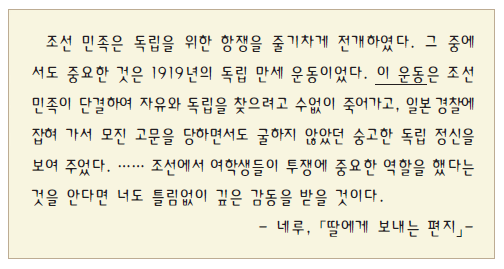 조선 민족은 독립을 위한 항쟁을 줄기차게 전개하였다. 그 중에
서도 중요한 것은 1919년의 독립 만세 운동이었다. 이 운동은 조선
민족이 단결하여 자유와 독립을 찾으려고 수없이 죽어가고, 일본 경찰에
잡혀 가서 모진 고문을 당하면서도 굴하지 않았던 숭고한 독립 정신을
보여 주었다. …… 조선에서 여학생들이 투쟁에 중요한 역할을 했다는
것을 안다면 너도 틀림없이 깊은 감동을 받을 것이다.
- 네루, 「딸에게 보내는 편지」-